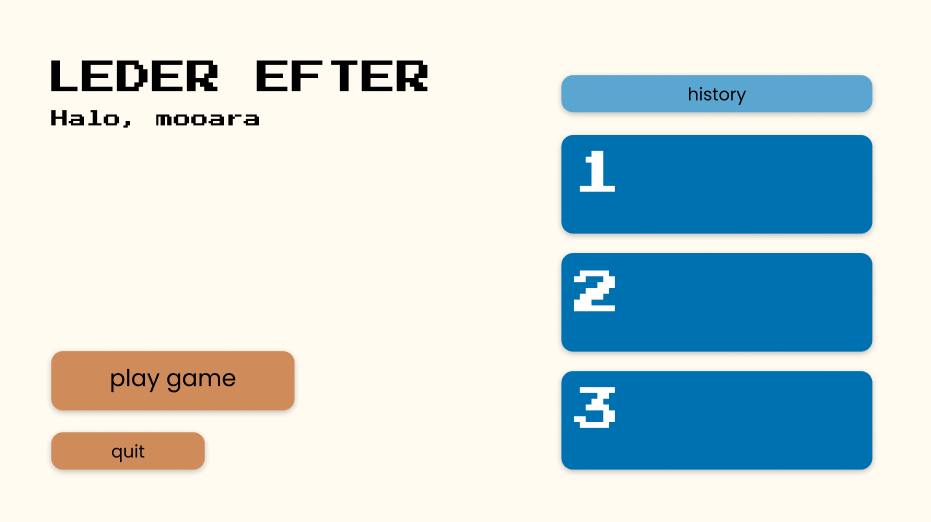 LEDER EFTER
Halo, mooara
play game
quit
history
1
2
3